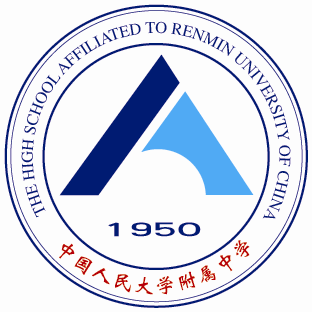 THE HIGH SCHOOL AFFILIATED TO RENMIN UNIVERSITY OF CHINA
1950
中国人民大学附属中学